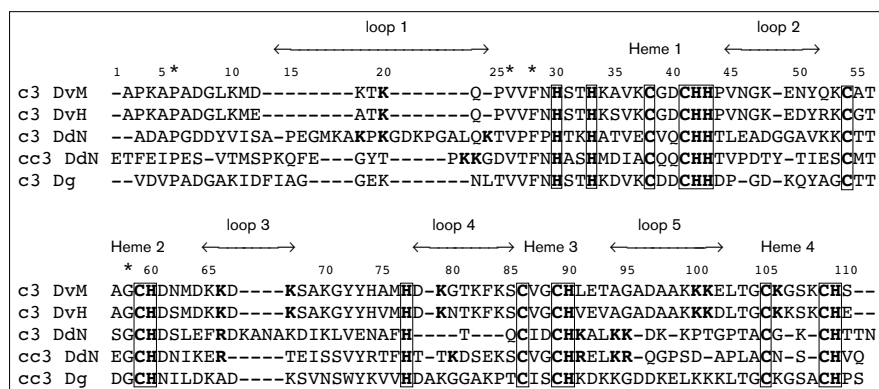 loop 1
loop 2
* * * Heme 1
1 5 10 15 20 25 30 35 40 45 50 55
c3 DvM -APKAPADGLKMD--------KTK-----Q-PVVFNHSTHKAVKCGDCHHPVNGK-ENYQKCAT
c3 DvH -APKAPADGLKME--------ATK-----Q-PVVFNHSTHKSVKCGDCHHPVNGK-EDYRKCGT
c3 DdN -ADAPGDDYVISA-PEGMKAKPKGDKPGALQKTVPFPHTKHATVECVQCHHTLEADGGAVKKCTT
cc3 DdN ETFEIPES-VTMSPKQFE---GYT----PKKGDVTFNHASHMDIACQQCHHTVPDTY-TIESCMT
c3 Dg --VDVPADGAKIDFIAG----GEK-----NLTVVFNHSTHKDVKCDDCHHDP-GD-KQYAGCTT
loop 3
loop 4
loop 5
Heme 2 Heme 3 Heme 4
* 60 65 70 75 80 85 90 95 100 105 110
c3 DvM AGCHDNMDKKD----KSAKGYYHAMHD-KGTKFKSCVGCHLETAGADAAKKKELTGCKGSKCHS--
c3 DvH AGCHDSMDKKD----KSAKGYYHVMHD-KNTKFKSCVGCHVEVAGADAAKKKDLTGCKKSKCHE--
c3 DdN SGCHDSLEFRDKANAKDIKLVENAFH----T--QCIDCHKALKK-DK-KPTGPTACG-K-CHTTN
cc3 DdN EGCHDNIKER-----TEISSVYRTFHT-TKDSEKSCVGCHRELKR-QGPSD-APLACN-S-CHVQ
cc3 Dg DGCHNILDKAD----KSVNSWYKVVHDAKGGAKPTCISCHKDKKGDDKELKKKLTGCKGSACHPS